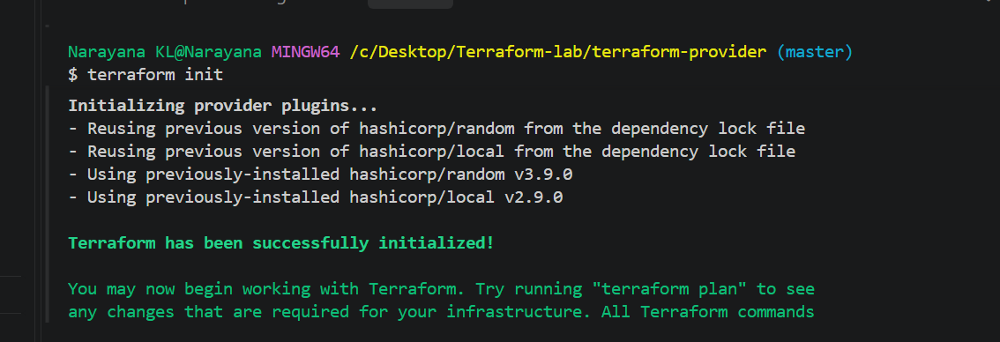 Narayana KL@Narayana MINGW64 /c/Desktop/Terraform-lab/terraform-provider (master)
$ terraform init
Initializing provider plugins...
- Reusing previous version of hashicorp/random from the dependency lock file
- Reusing previous version of hashicorp/local from the dependency lock file
- Using previously-installed hashicorp/random v3.9.0
- Using previously-installed hashicorp/local v2.9.0
Terraform has been successfully initialized!
You may now begin working with Terraform. Try running "terraform plan" to see
any changes that are required for your infrastructure. All Terraform commands